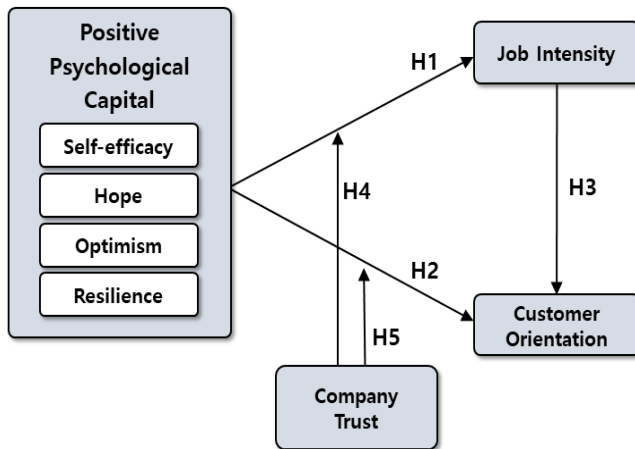 Positive
Psychological
Capital
Self-efficacy
Hope
Optimism
Resilience
H1
Job Intensity
H4
H3
H2
Customer
Orientation
H5
Company
Trust